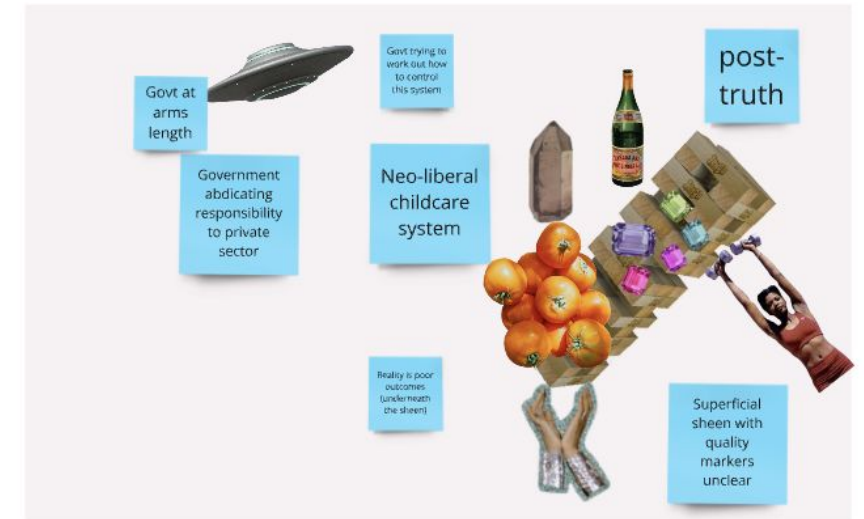 Govt trying to
work out how
to control
this system
post-
truth
Govt at
arms
length
Government
abdicating
responsibility
to private
sector
Neo-liberal
childcare
system
Reality is poor
outcomes
(underneath
the sheen)
Superficial
sheen with
quality
markers
unclear